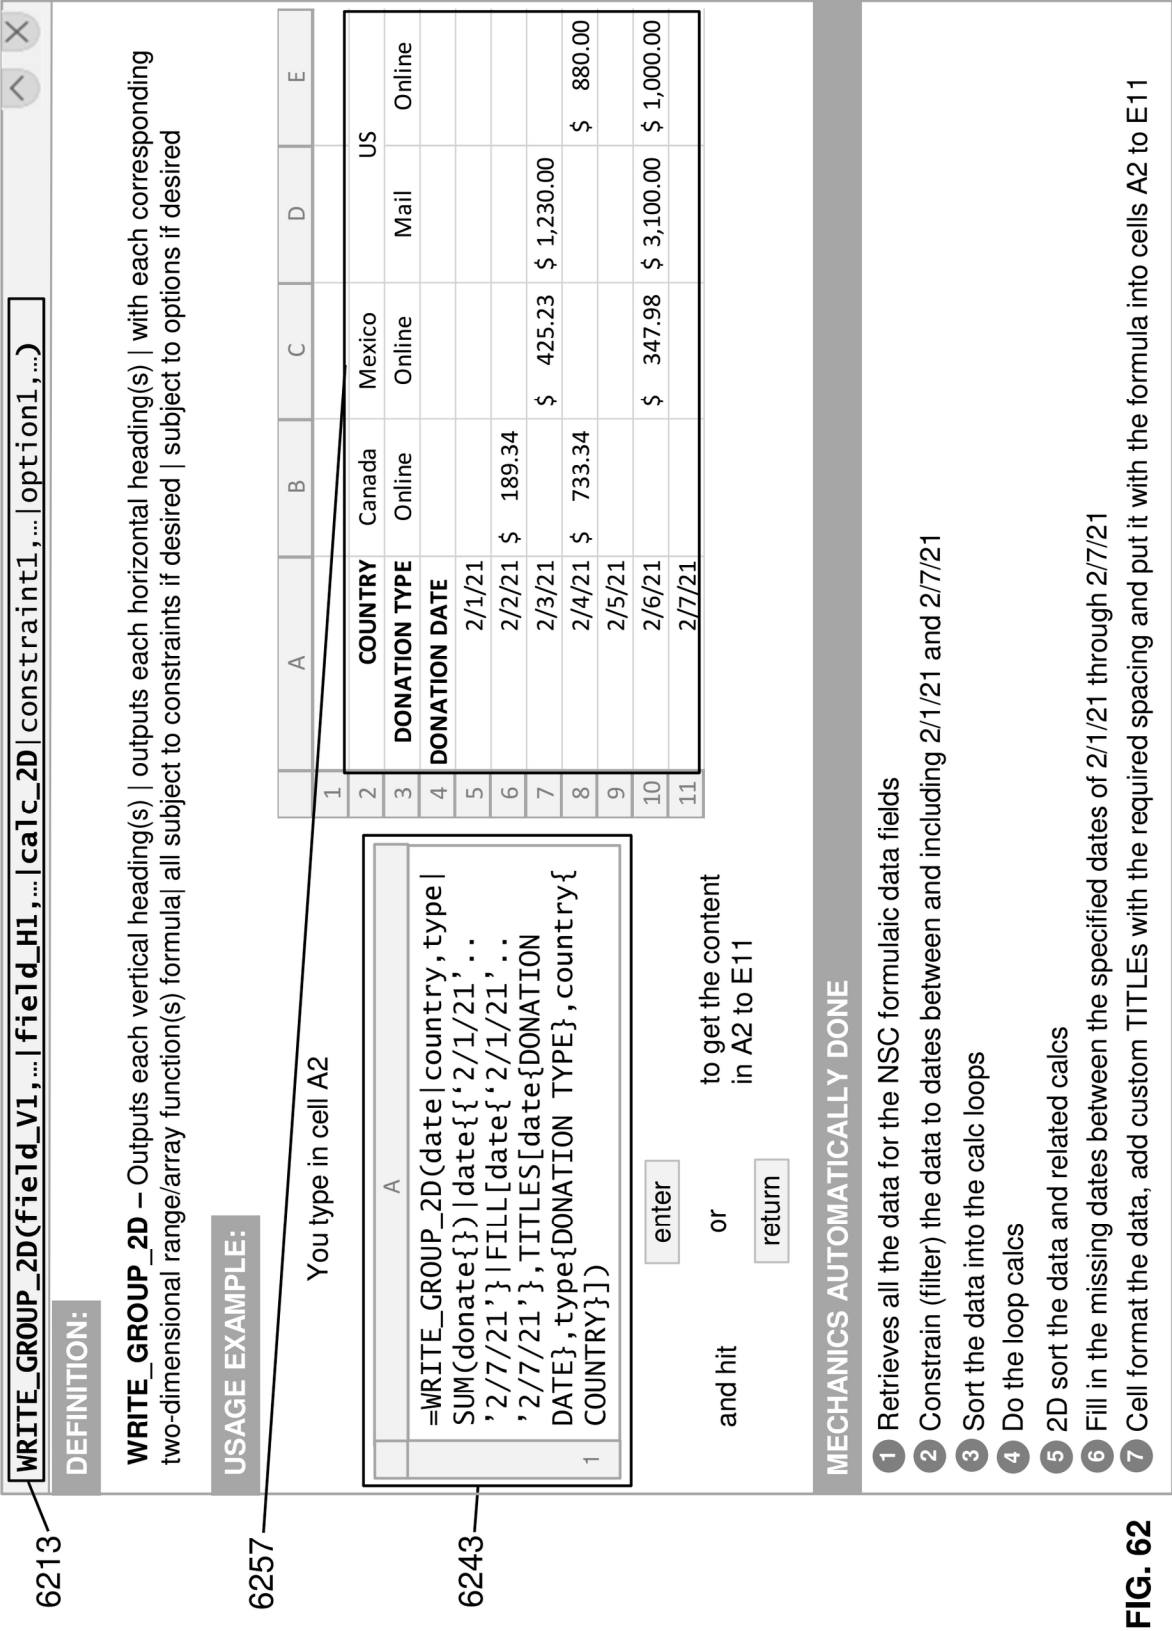 WRITE_GROUP_2D(field_V1,…|field_H1,…|calc_2D|constraint1,…|option1,…)
6213
DEFINITION:
WRITE_GROUP_2D – Outputs each vertical heading(s) | outputs each horizontal heading(s) | with each corresponding
two-dimensional range/array function(s) formula| all subject to constraints if desired | subject to options if desired
USAGE EXAMPLE:
6257
You type in cell A2
6243
A
1
=WRITE_GROUP_2D(date|country,type|
SUM(donate{})|date{‘2/1/21’..
’2/7/21’}|FILL[date{‘2/1/21’..
’2/7/21’},TITLES[date{DONATION
DATE},type{DONATION TYPE},country{
COUNTRY}])
and hit
enter
or
return
to get the content
in A2 to E11
A B C D E
1
2 COUNTRY Canada Mexico US
3 DONATION TYPE Online Online Mail Online
4 DONATION DATE
5 2/1/21
6 2/2/21 $ 189.34
7 2/3/21 $ 425.23 $ 1,230.00
8 2/4/21 $ 733.34 $ 880.00
9 2/5/21
10 2/6/21 $ 347.98 $ 3,100.00 $ 1,000.00
11 2/7/21
MECHANICS AUTOMATICALLY DONE
1 Retrieves all the data for the NSC formulaic data fields
2 Constrain (filter) the data to dates between and including 2/1/21 and 2/7/21
3 Sort the data into the calc loops
4 Do the loop calcs
5 2D sort the data and related calcs
6 Fill in the missing dates between the specified dates of 2/1/21 through 2/7/21
7 Cell format the data, add custom TITLEs with the required spacing and put it with the formula into cells A2 to E11
FIG. 62